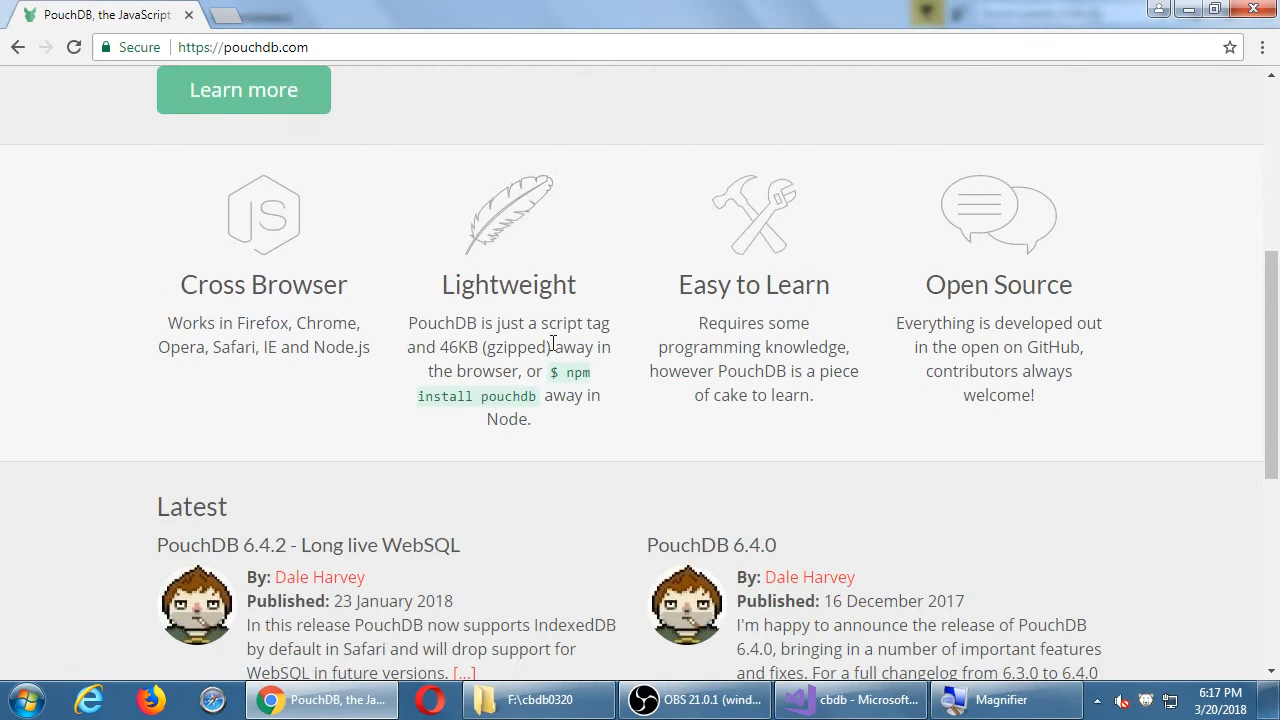 PouchDB, the JavaScript
Secure
https://pouchdb.com
Learn more
JS
Cross Browser
Works in Firefox, Chrome,
Opera, Safari, IE and Node.js
Lightweight
PouchDB is just a script tag
and 46KB (gzipped) away in
the browser, or $ npm
install pouchdb away in
Node.
Easy to Learn
Requires some
programming knowledge,
however PouchDB is a piece
of cake to learn.
Open Source
Everything is developed out
in the open on GitHub,
contributors always
welcome!
Latest
PouchDB 6.4.2 - Long live WebSQL
By: Dale Harvey
Published: 23 January 2018
In this release PouchDB now supports IndexedDB
by default in Safari and will drop support for
WebSQL in future versions. [...]
PouchDB 6.4.0
By: Dale Harvey
Published: 16 December 2017
I'm happy to announce the release of PouchDB
6.4.0, bringing in a number of important features
and fixes. For a full changelog from 6.3.0 to 6.4.0
PouchDB, the Ja...
F:\cbdb0320
OBS 21.0.1 (wind...
cbdb - Microsoft...
Magnifier
6:17 PM
3/20/2018